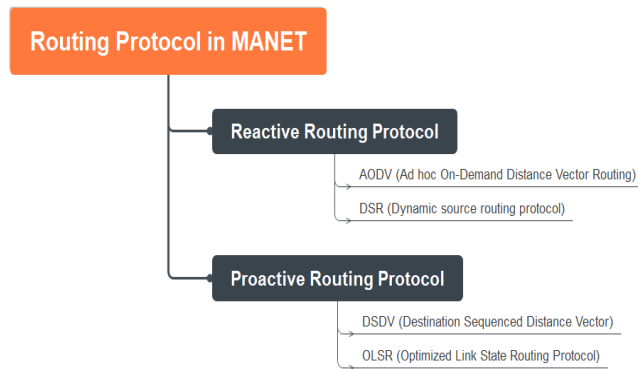 Routing Protocol in MANET
Reactive Routing Protocol
AODV (Ad hoc On-Demand Distance Vector Routing)
DSR (Dynamic source routing protocol)
Proactive Routing Protocol
DSDV (Destination Sequenced Distance Vector)
OLSR (Optimized Link State Routing Protocol)